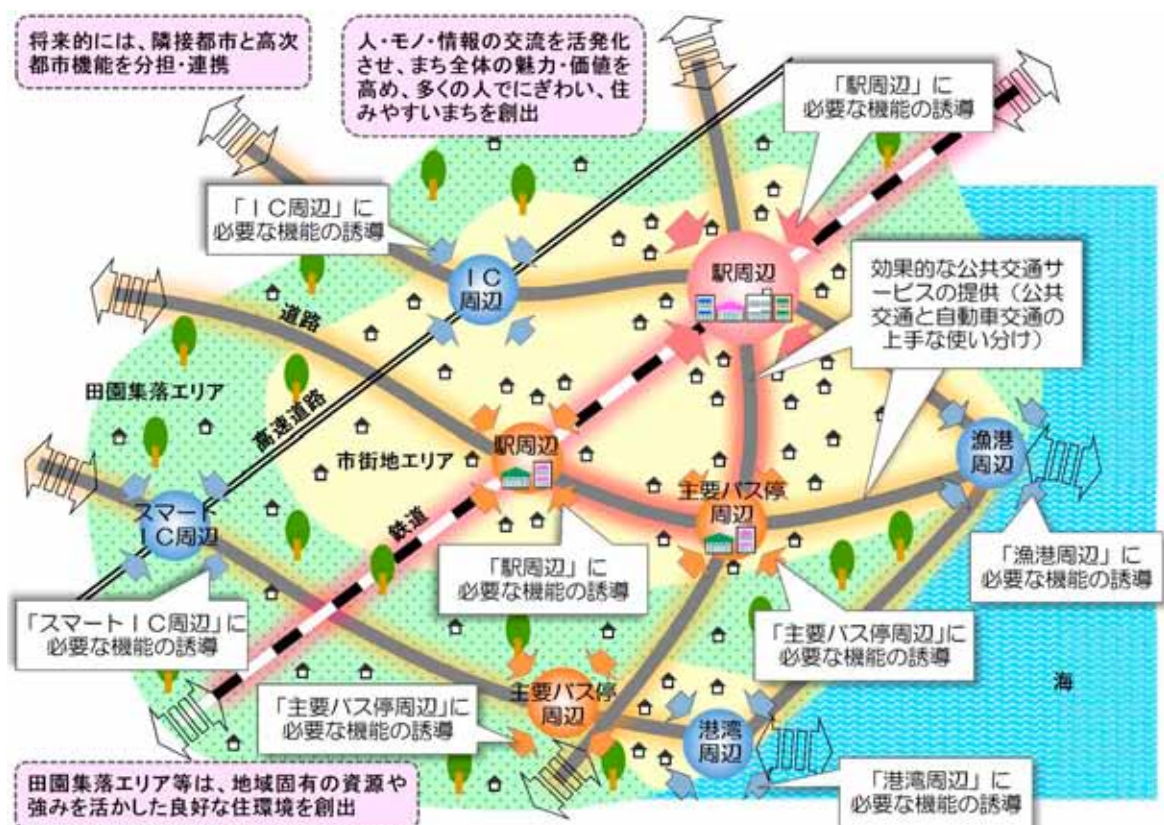 将来的には、隣接都市と高次
都市機能を分担・連携
人・モノ・情報の交流を活発化
させ、まち全体の魅力・価値を
高め、多くの人でにぎわい、住
みやすいまちを創出
「駅周辺」に
必要な機能の誘導
「ＩＣ周辺」に
必要な機能の誘導
ＩＣ
周辺
駅周辺
効果的な公共交通サ
ービスの提供（公共
交通と自動車交通の
上手な使い分け）
道路
田園集落エリア
高速道路
市街地エリア
駅周辺
漁港
周辺
主要バス停
周辺
スマート
ＩＣ周辺
鉄道
「駅周辺」に
必要な機能の誘導
「漁港周辺」に
必要な機能の誘導
「スマートＩＣ周辺」に
必要な機能の誘導
「主要バス停周辺」に
必要な機能の誘導
海
「主要バス停周辺」に
必要な機能の誘導
主要バス停
周辺
港湾
周辺
田園集落エリア等は、地域固有の資源や
強みを活かした良好な住環境を創出
「港湾周辺」に
必要な機能の誘導